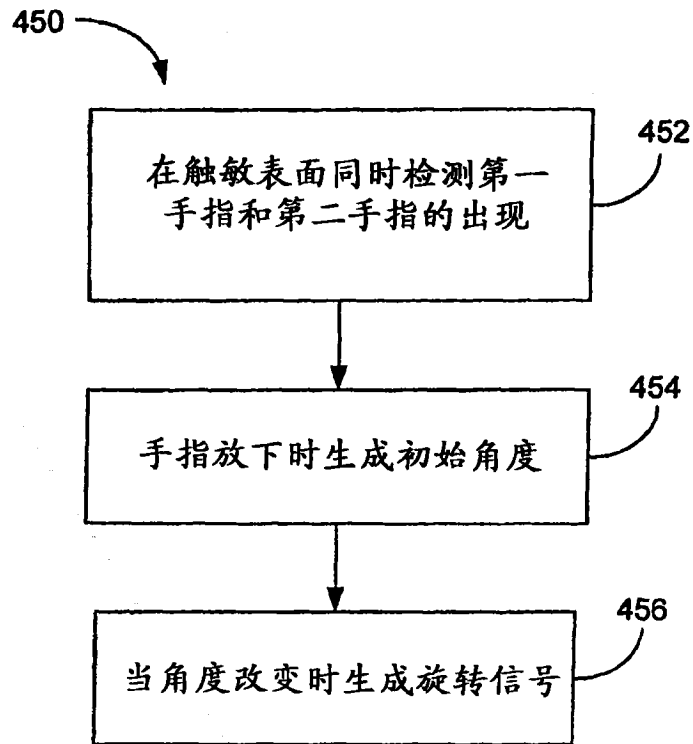 450
452
在触敏表面同时检测第一
手指和第二手指的出现
454
手指放下时生成初始角度
456
当角度改变时生成旋转信号